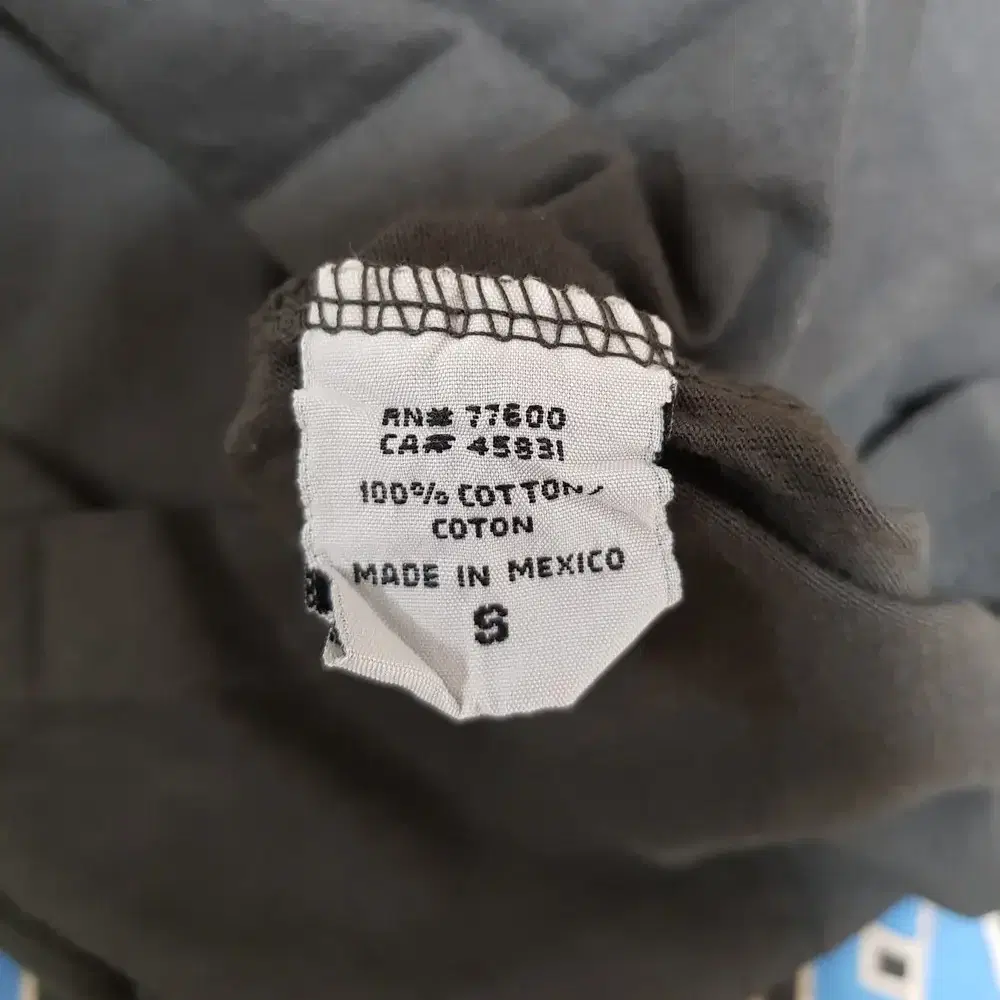 RN# 77600
CA# 45831
100% COTTON/
COTON
MADE IN MEXICO
S